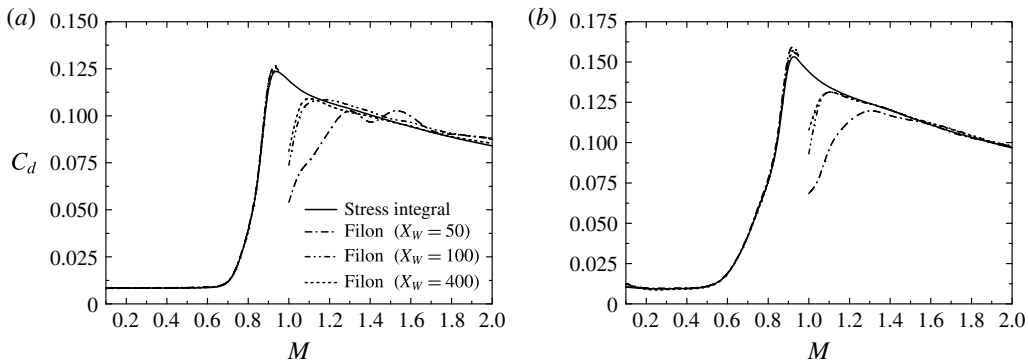 (a)
0.150
0.125
0.100
0.075
0.050
0.025
0
C_d
0.2 0.4 0.6 0.8 1.0 1.2 1.4 1.6 1.8 2.0
M
Stress integral
Filon (X_W = 50)
Filon (X_W = 100)
Filon (X_W = 400)
(b)
0.175
0.150
0.125
0.100
0.075
0.050
0.025
0
0.2 0.4 0.6 0.8 1.0 1.2 1.4 1.6 1.8 2.0
M